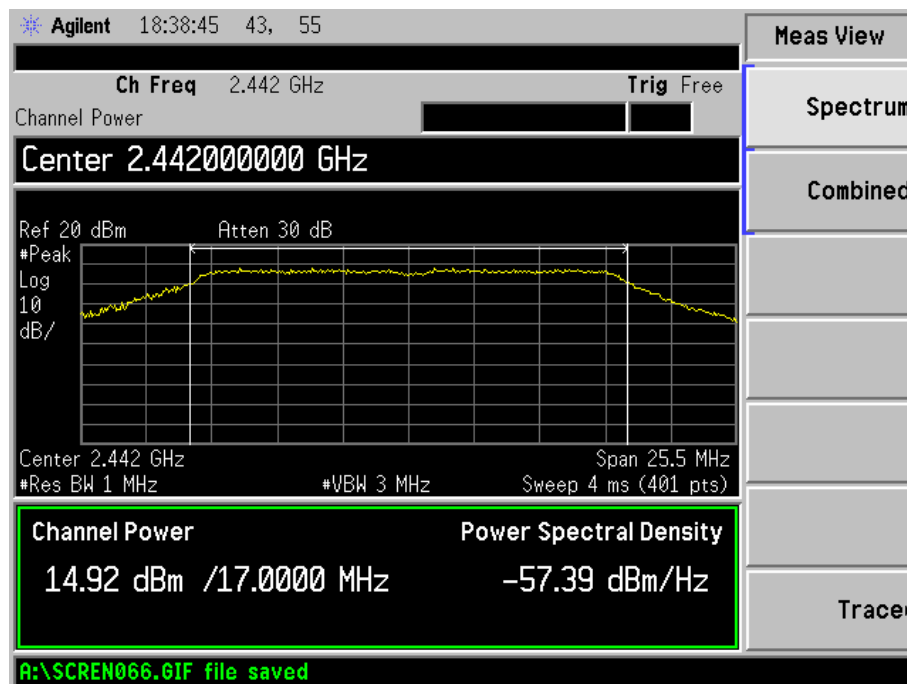 Agilent 18:38:45 43, 55
Meas View
Ch Freq 2.442 GHz Trig Free
Channel Power
Spectrum
Center 2.442000000 GHz
Combined
Ref 20 dBm Atten 30 dB
#Peak
Log
10
dB/
Center 2.442 GHz Span 25.5 MHz
#Res BW 1 MHz #VBW 3 MHz Sweep 4 ms (401 pts)
Channel Power Power Spectral Density
14.92 dBm /17.0000 MHz -57.39 dBm/Hz
Trace
A:\SCREN066.GIF file saved